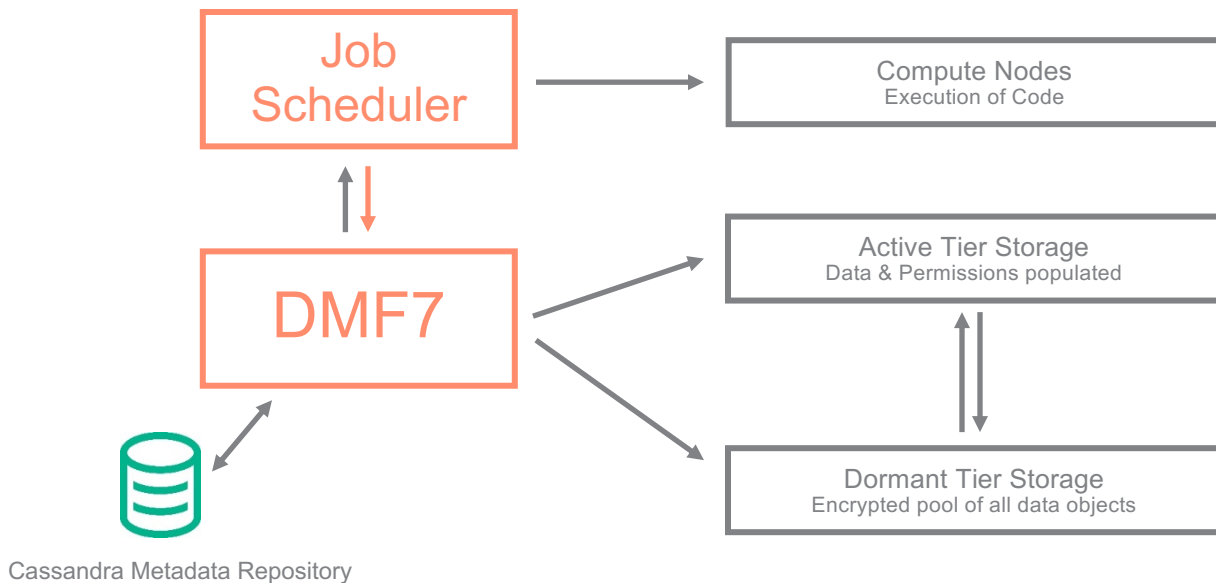 Job
Scheduler
Compute Nodes
Execution of Code
DMF7
Active Tier Storage
Data & Permissions populated
Dormant Tier Storage
Encrypted pool of all data objects
Cassandra Metadata Repository